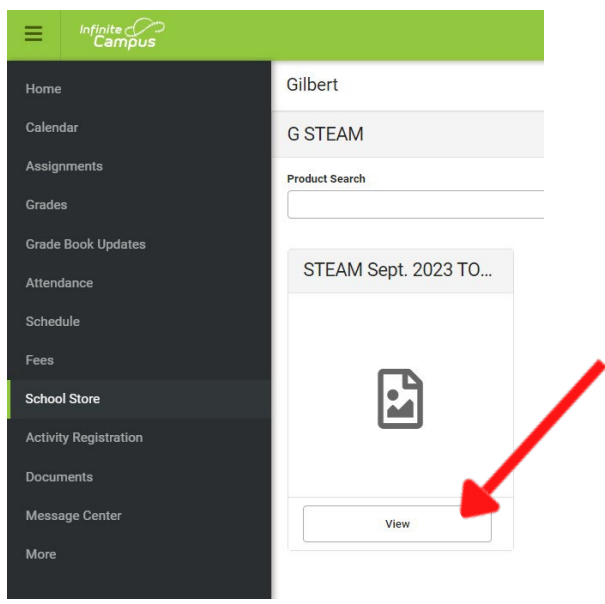 Infinite
Campus
Home
Calendar
Assignments
Grades
Grade Book Updates
Attendance
Schedule
Fees
School Store
Activity Registration
Documents
Message Center
More
Gilbert
G STEAM
Product Search
STEAM Sept. 2023 TO...
View